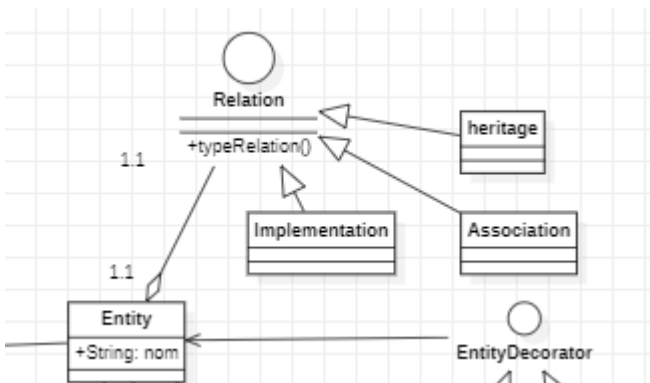 Relation
+typeRelation()
heritage
1.1
Implementation
Association
1.1
Entity
+String: nom
EntityDecorator